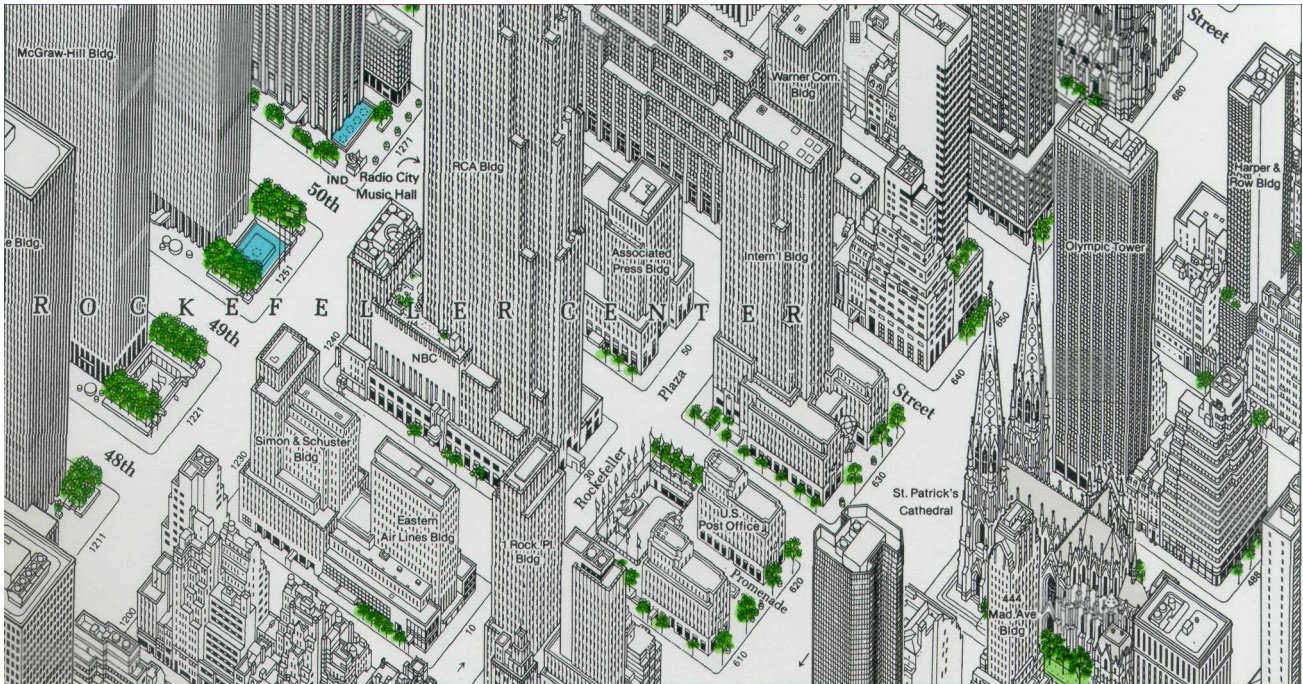 McGraw-Hill Bldg.
Street
680
Warner Com.
Bldg
1271
RCA Bldg
IND
Radio City
Music Hall
50th
Harper &
Row Bldg
e Bldg.
Associated
Press Bldg
Intern'l Bldg
Olympic Tower
1251
ROCKEFELLER CENTER
49th
1240
NBC
50
Plaza
650
640
Street
1221
48th
1230
Simon & Schuster
Bldg
30
Rockefeller
630
St. Patrick's
Cathedral
1211
Eastern
Air Lines Bldg
U.S.
Post Office
1 Rock. Pl.
Bldg
Promenade
620
488
1200
10
610
444
Mad Ave
Bldg